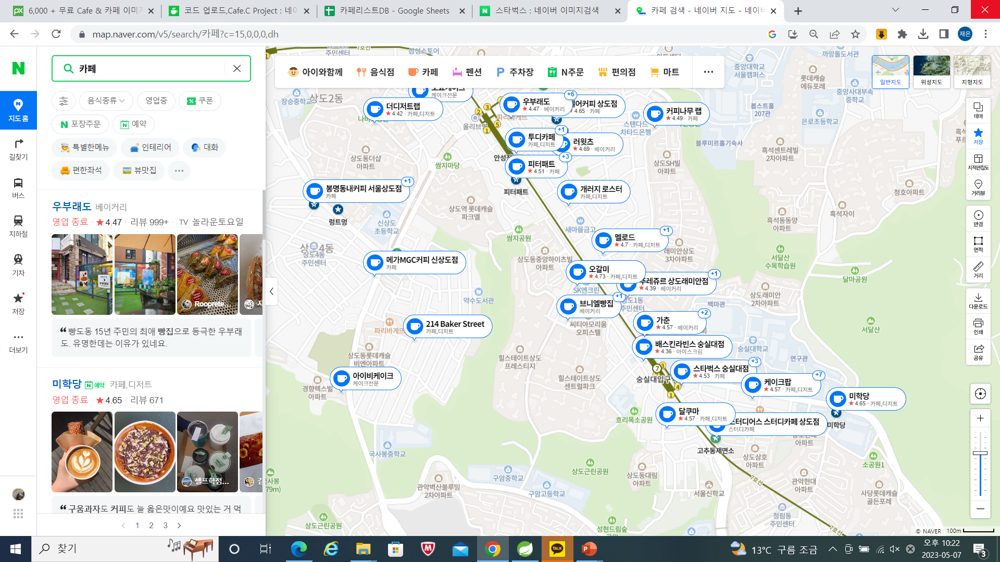 6,000 + 무료 Cafe & 카페 이미지
코드 업로드,Cafe.C Project : 네이
카페리스트DB - Google Sheets
스타벅스 : 네이버 이미지검색
카페 검색 - 네이버 지도 - 네이버
map.naver.com/v5/search/카페?c=15,0,0,0,dh
재은
카페
음식종류
영업중
쿠폰
포장주문
예약
특별한메뉴
인테리어
대화
편한좌석
뷰맛집
지도 홈
길찾기
버스
지하철
기차
저장
더보기
우부래도 베이커리
영업 종료 · ★ 4.47 · 리뷰 999+ · TV 놀라운토요일
Rooprete...
“ 빵도동 15년 주민의 최애 빵집으로 등극한 우부래
도. 유명한데는 이유가 있네요.
미학당 예약 카페,디저트
영업 종료 · ★ 4.65 · 리뷰 671
셀프학점...
“ 구움과자도 커피도 늘 옳은맛이예요 맛있는 거 먹
1 2 3
아이와함께
음식점
카페
펜션
주차장
N주문
편의점
마트
일반지도
위성지도
지형지도
테마
저장
지적편집도
거리뷰
반경
면적
거리
다운로드
인쇄
공유
7호선
주민센터
삼성스토어
까망돌도서관
중앙대학교
서울캠퍼스
롯데캐슬
에듀포레
중앙대사대부속
중학교
장승중학교
상도2동
케이크전문
더디저트랩
★ 4.42 · 카페,디저트
우부래도
★ 4.47 · 베이커리
+6
엘어커피 상도점
★ 4.65 · 카페
커피나무 랩
★ 4.49 · 카페
스탠다드
차타드은행
볼스트홀
207관
은로초등학교
블루미르홀기숙사
투디카페
카페,디저트
+1
러윗츠
★ 4.69 · 베이커리
피터패트
★ 4.51 · 카페
+3
피터패트
상도동더샵
아파트
쌈지마당
상도SH빌
아파트
흑석센트레빌
2차아파트
청호아파트
봉명동내커피 서울상도점
카페
+1
렁트멍
개러지 로스터
카페,디저트
상도역 롯데캐슬
파크엘
신상도
초등학교
새마을금고
쌈지공원
흑석자이
흑석동동양
아파트
멜로드
★ 4.7 · 카페,디저트
+1
래미안상도
3차아파트
상도4동
상도4동
주민센터
메가MGC커피 신상도점
카페
상도동중앙하이츠빌
아파트
서달산
수목학습원
달마공원
오갈미
★ 4.73 · 카페,디저트
뚜레쥬르 상도래미안점
★ 4.39 · 베이커리
+1
SK엔크린
약수도서관
브니엘빵집
베이커리
+1
상도1동
주민센터
백마관
상도래미안
2차아파트
214 Baker Street
카페,디저트
파리바게뜨
씨티아모리움
오피스텔
가춘
★ 4.57 · 베이커리
+2
서달산
배스킨라빈스 숭실대점
★ 4.36 · 아이스크림
숭실대학교
연구관
상도동롯데캐슬
비엔아파트
힐스테이트상도
프레스티지
힐스테이트상도
센트럴파크
아이비케이크
케이크전문
경향렉스빌
아파트
스타벅스 숭실대점
★ 4.53 · 카페
+3
숭실대입구역
케이크팝
★ 4.57 · 카페,디저트
+7
미학당
★ 4.65 · 카페,디저트
미학당
달쿠마
★ 4.57 · 카페,디저트
스터디어스 스터디카페 상도점
스터디카페
흐리목소공원
고추동제면소
국사봉중학교
상도삼호
아파트
소공원1
상도근린공원
구암중학교
구암고등학교
상도동대림
아파트
서울신학교
관악벽산블루밍
2차아파트
관악현대
아파트
사당롯데캐슬
골든포레
7호선
청림동
주민센터
상도근린공원
성현드림숲
7호선
© NAVER 100m
찾기
13°C 구름 조금
오후 10:22
2023-05-07
3